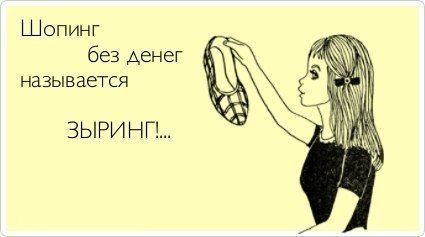 Шопинг
без денег
называется
ЗЫРИНГ!...